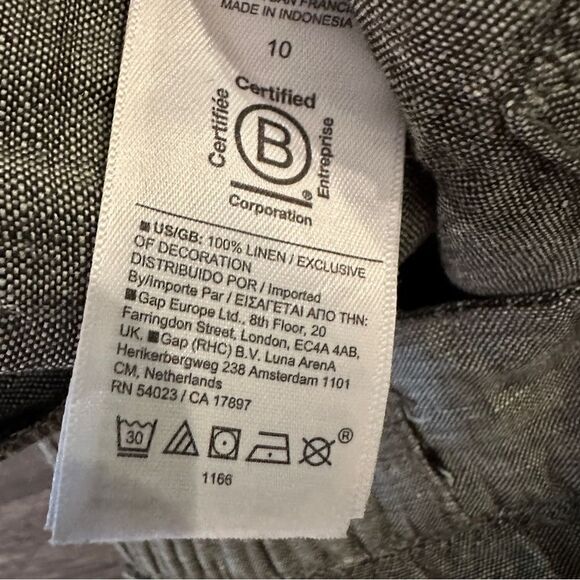 MADE IN INDONESIA
10
Certified
Certifiée
B
Entreprise
®
Corporation
US/GB: 100% LINEN / EXCLUSIVE
OF DECORATION
DISTRIBUIDO POR / Imported
By/Importe Par / ΕΙΣΑΓΕΤΑΙ ΑΠΟ ΤΗΝ:
Gap Europe Ltd., 8th Floor, 20
Farringdon Street, London, EC4A 4AB,
UK. Gap (RHC) B.V. Luna ArenA
Herikerbergweg 238 Amsterdam 1101
CM, Netherlands
RN 54023 / CA 17897
30
®
1166